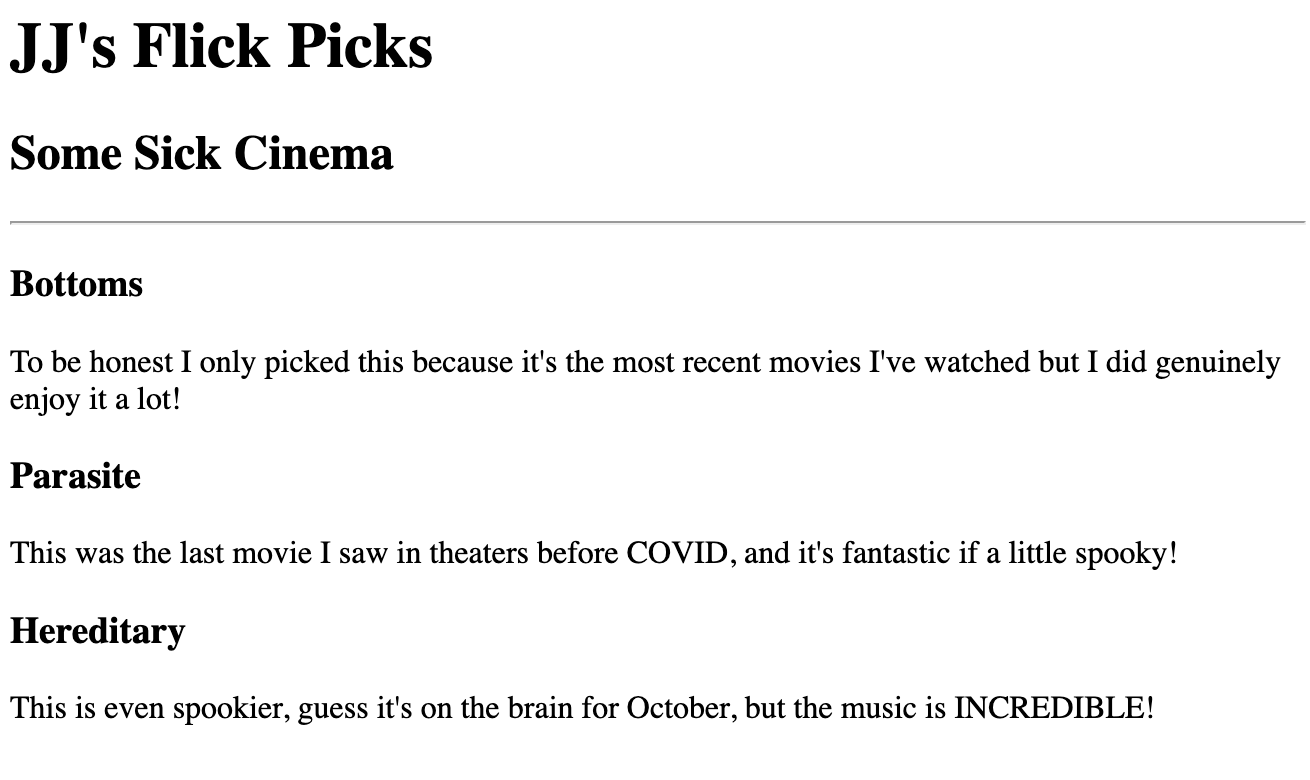 JJ's Flick Picks
Some Sick Cinema
Bottoms
To be honest I only picked this because it's the most recent movies I've watched but I did genuinely
enjoy it a lot!
Parasite
This was the last movie I saw in theaters before COVID, and it's fantastic if a little spooky!
Hereditary
This is even spookier, guess it's on the brain for October, but the music is INCREDIBLE!